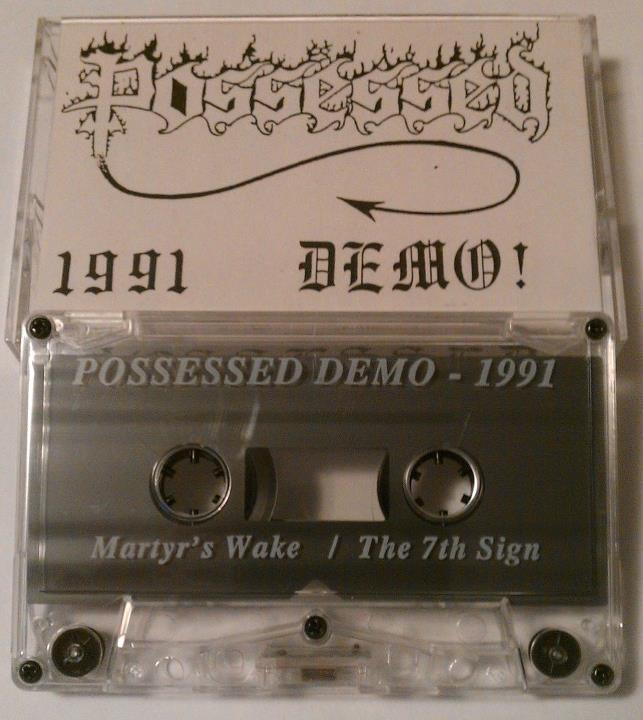 Possessed
1991 DEMO!
POSSESSED DEMO - 1991
Martyr's Wake / The 7th Sign